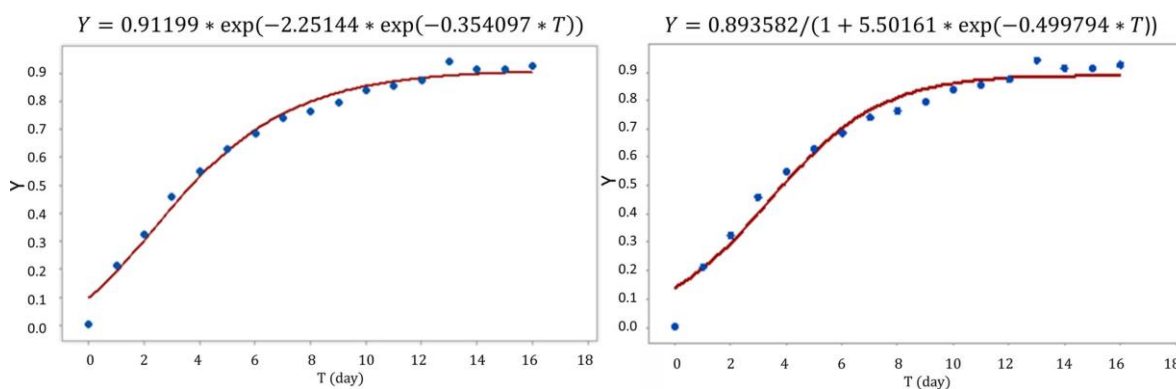 Y = 0.91199 * exp(−2.25144 * exp(−0.354097 * T))
0.9
0.8
0.7
0.6
0.5
0.4
0.3
0.2
0.1
0.0
Y
0 2 4 6 8 10 12 14 16 18
T (day)
Y = 0.893582/(1 + 5.50161 * exp(−0.499794 * T))
0.9
0.8
0.7
0.6
0.5
0.4
0.3
0.2
0.1
0.0
Y
0 2 4 6 8 10 12 14 16 18
T (day)